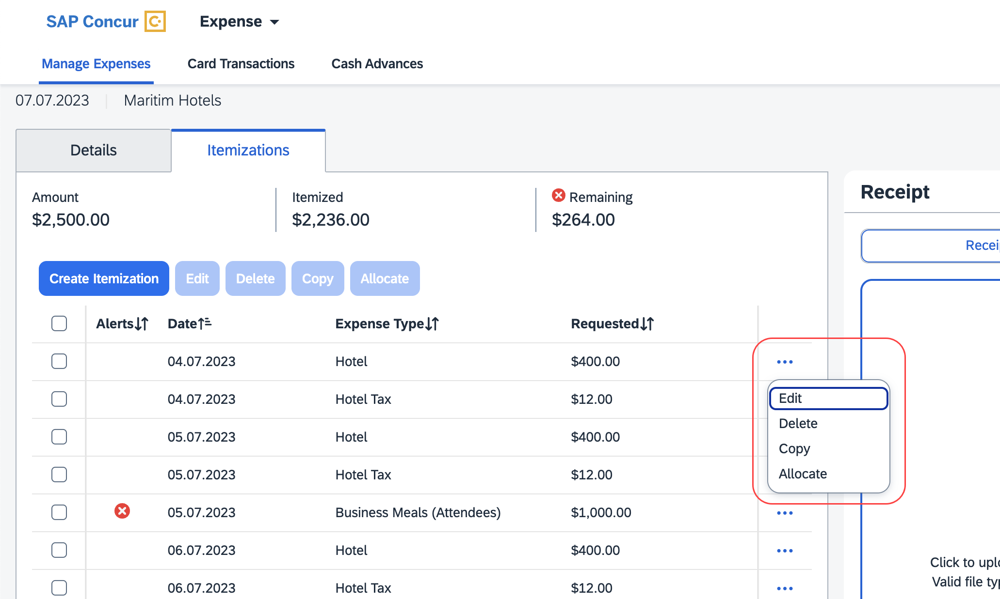 SAP Concur C Expense
Manage Expenses Card Transactions Cash Advances
07.07.2023 Maritim Hotels
Details Itemizations
Amount Itemized Remaining
$2,500.00 $2,236.00 $264.00
Receipt
Create Itemization Edit Delete Copy Allocate
Alerts Date Expense Type Requested
04.07.2023 Hotel $400.00
04.07.2023 Hotel Tax $12.00
05.07.2023 Hotel $400.00
05.07.2023 Hotel Tax $12.00
05.07.2023 Business Meals (Attendees) $1,000.00
06.07.2023 Hotel $400.00
06.07.2023 Hotel Tax $12.00
Edit
Delete
Copy
Allocate
Click to
Valid file